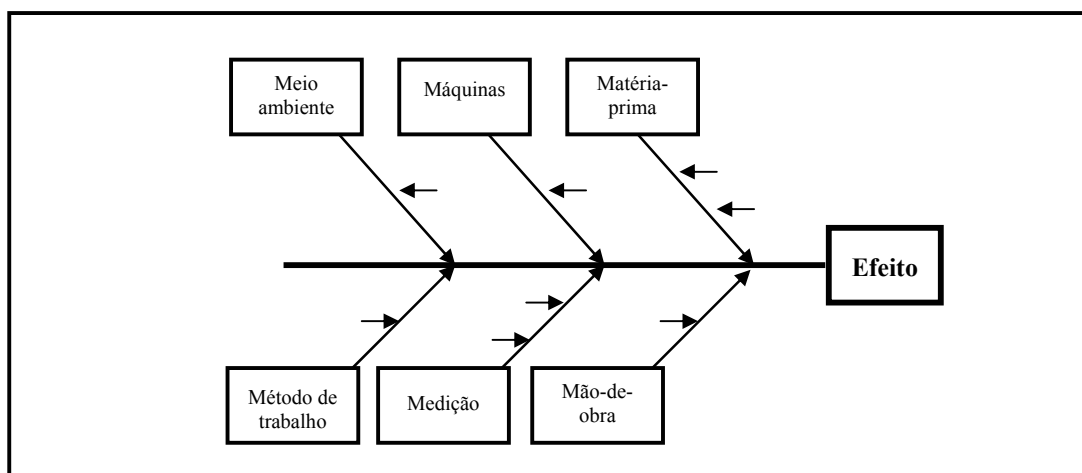 Meio
ambiente
Máquinas
Matéria-
prima
Efeito
Método de
trabalho
Medição
Mão-de-
obra